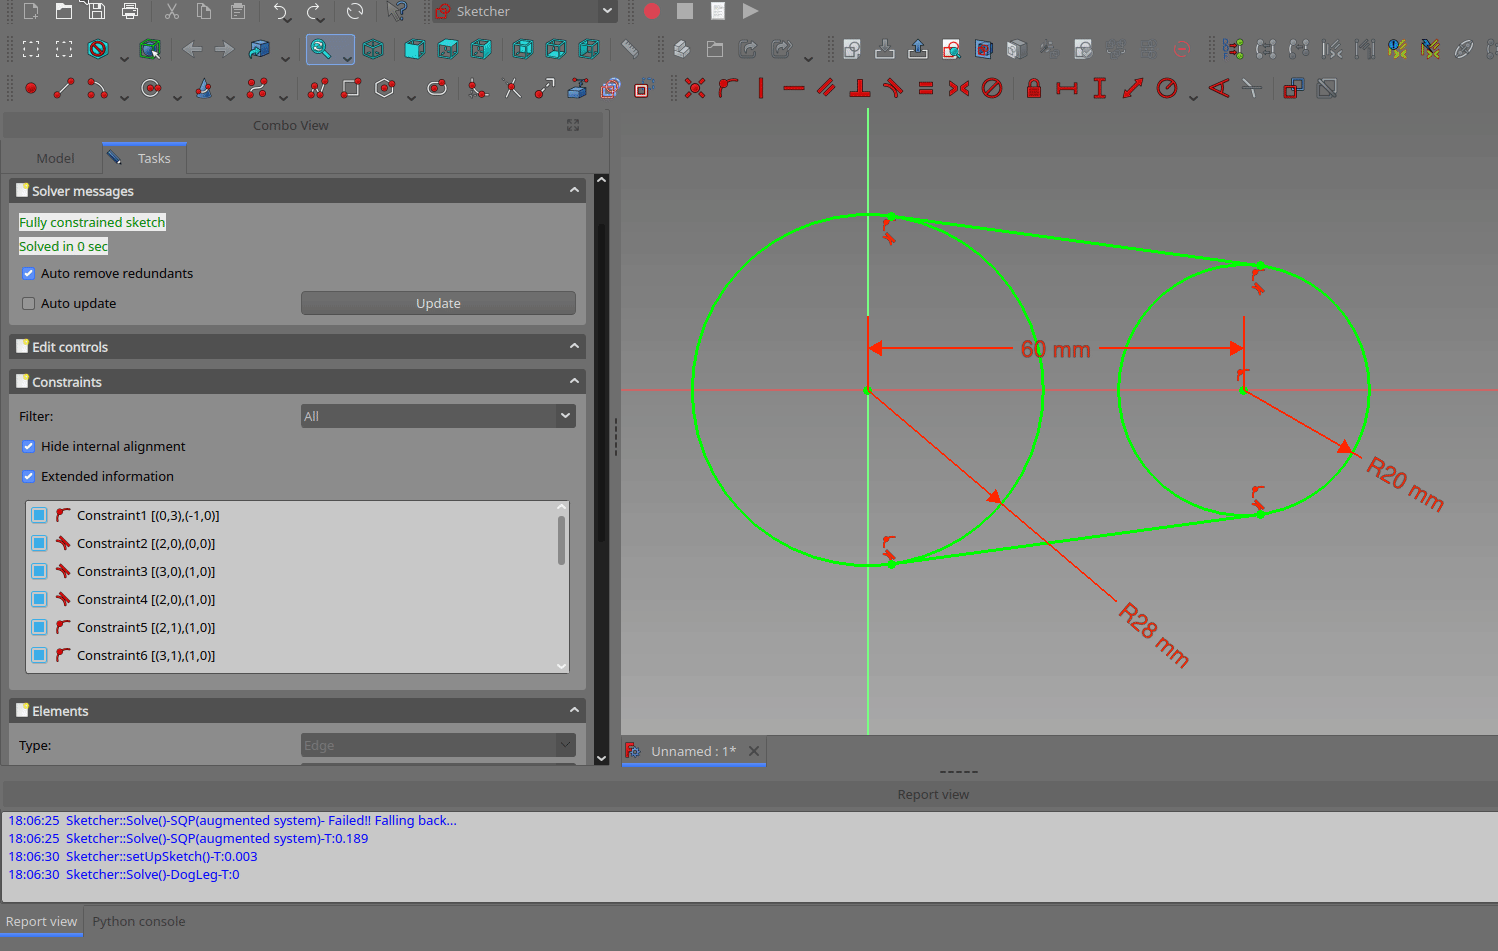 Sketcher
Combo View
Model
Tasks
Solver messages
Fully constrained sketch
Solved in 0 sec
Auto remove redundants
Auto update
Update
Edit controls
Constraints
Filter:
All
Hide internal alignment
Extended information
Constraint1 [(0,3),(-1,0)]
Constraint2 [(2,0),(0,0)]
Constraint3 [(3,0),(1,0)]
Constraint4 [(2,0),(1,0)]
Constraint5 [(2,1),(1,0)]
Constraint6 [(3,1),(1,0)]
Elements
Type:
Edge
60 mm
R20 mm
R28 mm
Unnamed : 1*
Report view
18:06:25 Sketcher::Solve()-SQP(augmented system)- Failed!! Falling back...
18:06:25 Sketcher::Solve()-SQP(augmented system)-T:0.189
18:06:30 Sketcher::setUpSketch()-T:0.003
18:06:30 Sketcher::Solve()-DogLeg-T:0
Report view
Python console